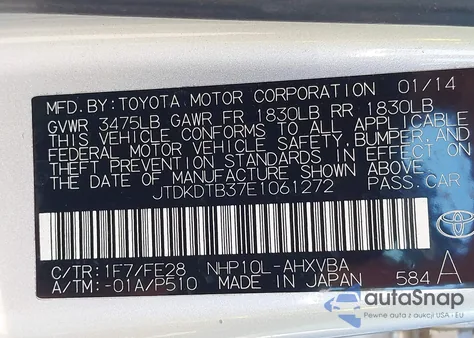 MFD. BY: TOYOTA MOTOR CORPORATION 01/14
GVWR 3475LB GAWR FR 1830LB RR 1830LB
THIS VEHICLE CONFORMS TO ALL APPLICABLE
FEDERAL MOTOR VEHICLE SAFETY, BUMPER, AND
THEFT PREVENTION STANDARDS IN EFFECT ON
THE DATE OF MANUFACTURE SHOWN ABOVE.
JTDKDTB37E1061272 PASS. CAR
C/TR: 1F7/FE28 NHP10L-AHXVBA A
A/TM: -01A/P510 MADE IN JAPAN 584
autoSnap
Pewne auta z USA - EU